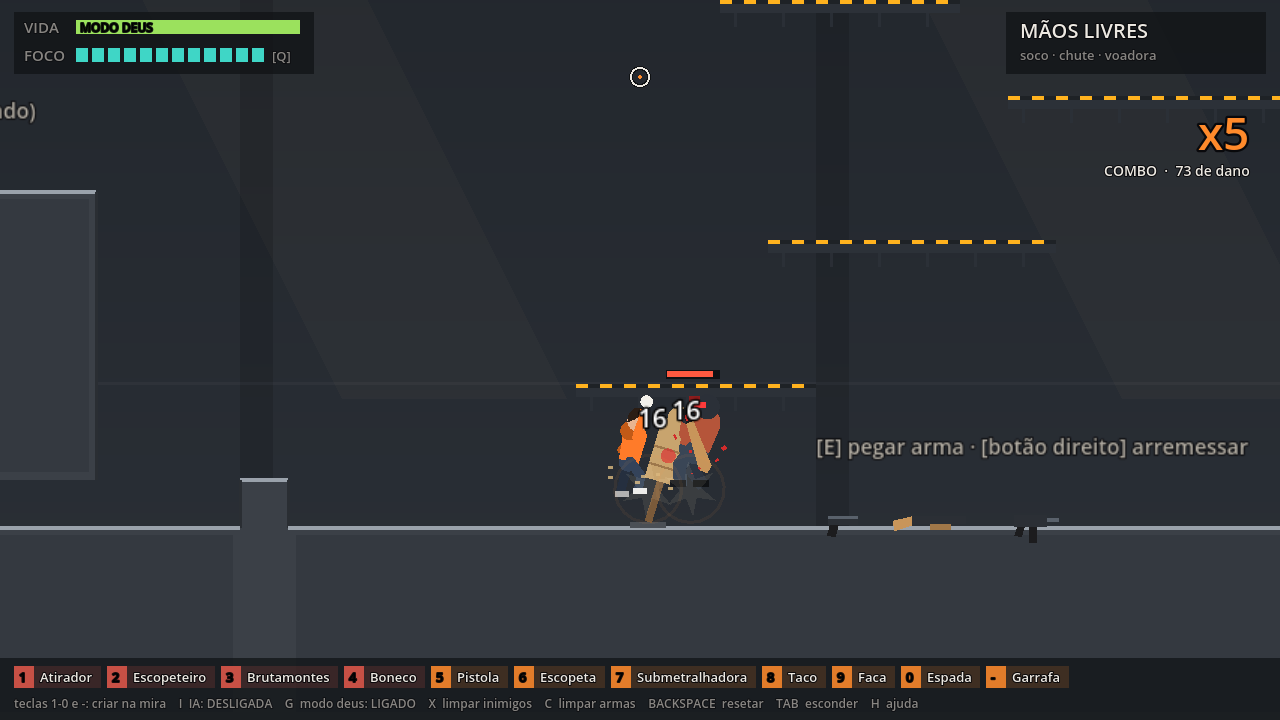 VIDA MODO DEUS
FOCO [Q]
MÃOS LIVRES
soco · chute · voadora
ado)
x5
COMBO · 73 de dano
16 16
[E] pegar arma · [botão direito] arremessar
1 Atirador 2 Escopeteiro 3 Brutamontes 4 Boneco 5 Pistola 6 Escopeta 7 Submetralhadora 8 Taco 9 Faca 0 Espada - Garrafa
teclas 1-0 e -: criar na mira I IA: DESLIGADA G modo deus: LIGADO X limpar inimigos C limpar armas BACKSPACE resetar TAB esconder H ajuda